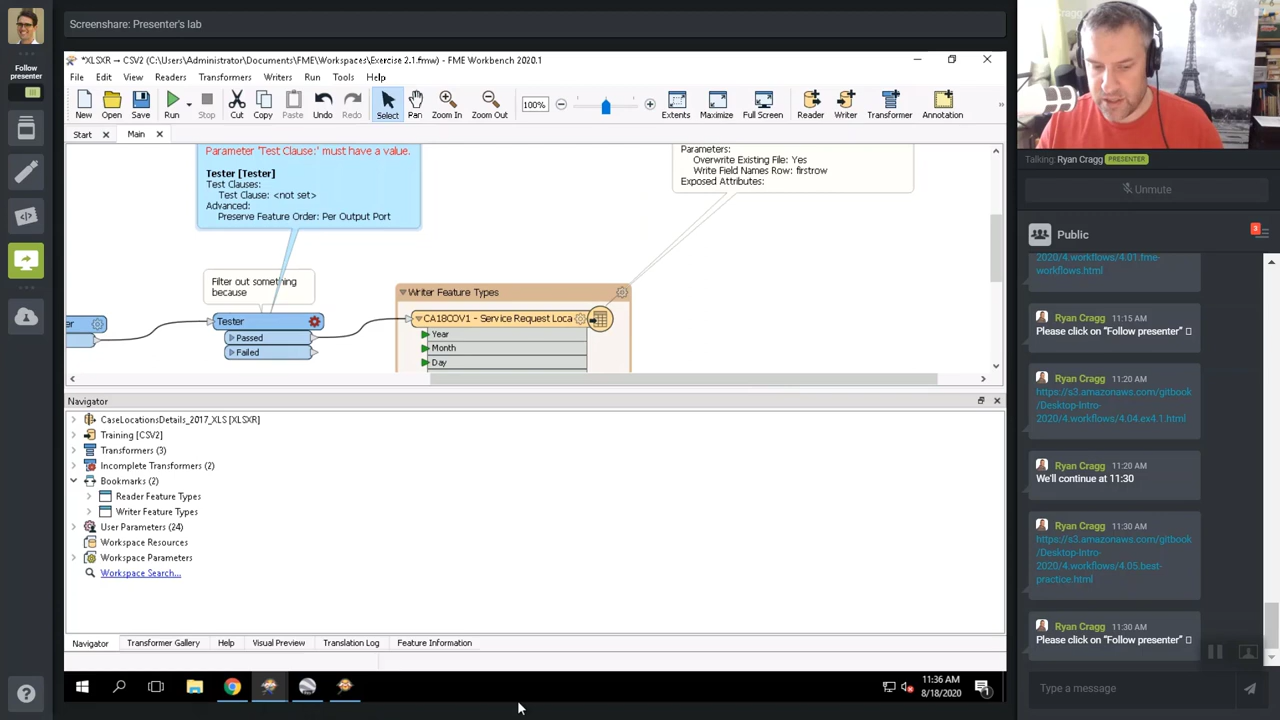 Screenshare: Presenter's lab
Follow
presenter
*XLSXR → CSV2 (C:\Users\Administrator\Documents\FME\Workspaces\Exercise 2.1.fmw) - FME Workbench 2020.1
File Edit View Readers Transformers Writers Run Tools Help
New Open Save Run Stop Cut Copy Paste Undo Redo Select Pan Zoom In Zoom Out 100% Extents Maximize Full Screen Reader Writer Transformer Annotation
Start Main
Parameter 'Test Clause:' must have a value.
Tester [Tester]
Test Clauses:
Test Clause: <not set>
Advanced:
Preserve Feature Order: Per Output Port
Parameters:
Overwrite Existing File: Yes
Write Field Names Row: firstrow
Exposed Attributes:
Filter out something
because
er
Tester
Passed
Failed
Writer Feature Types
CA18COV1 - Service Request Loca
Year
Month
Day
Navigator
CaseLocationsDetails_2017_XLS [XLSXR]
Training [CSV2]
Transformers (3)
Incomplete Transformers (2)
Bookmarks (2)
Reader Feature Types
Writer Feature Types
User Parameters (24)
Workspace Resources
Workspace Parameters
Workspace Search...
Navigator Transformer Gallery Help Visual Preview Translation Log Feature Information
11:36 AM
8/18/2020
1
Cragg
Talking: Ryan Cragg PRESENTER
Unmute
Public
3
2020/4.workflows/4.01.fme-
workflows.html
Ryan Cragg 11:15 AM
Please click on "Follow presenter"
Ryan Cragg 11:20 AM
https://s3.amazonaws.com/gitbook
/Desktop-Intro-
2020/4.workflows/4.04.ex4.1.html
Ryan Cragg 11:20 AM
We'll continue at 11:30
Ryan Cragg 11:30 AM
https://s3.amazonaws.com/gitbook
/Desktop-Intro-
2020/4.workflows/4.05.best-
practice.html
Ryan Cragg 11:30 AM
Please click on "Follow presenter"
Type a message